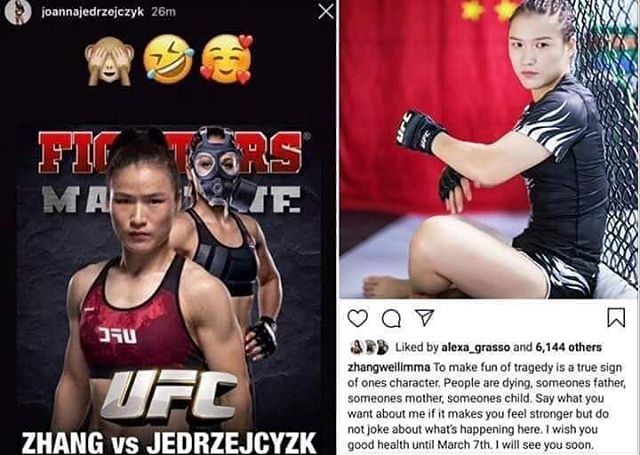 joannajedrzejczyk 26m
UFC
ZHANG vs JEDRZEJCYZK
UFC
Liked by alexa_grasso and 6,144 others
zhangweilimma To make fun of tragedy is a true sign
of ones character. People are dying, someones father,
someones mother, someones child. Say what you
want about me if it makes you feel stronger but do
not joke about what's happening here. I wish you
good health until March 7th. I will see you soon.